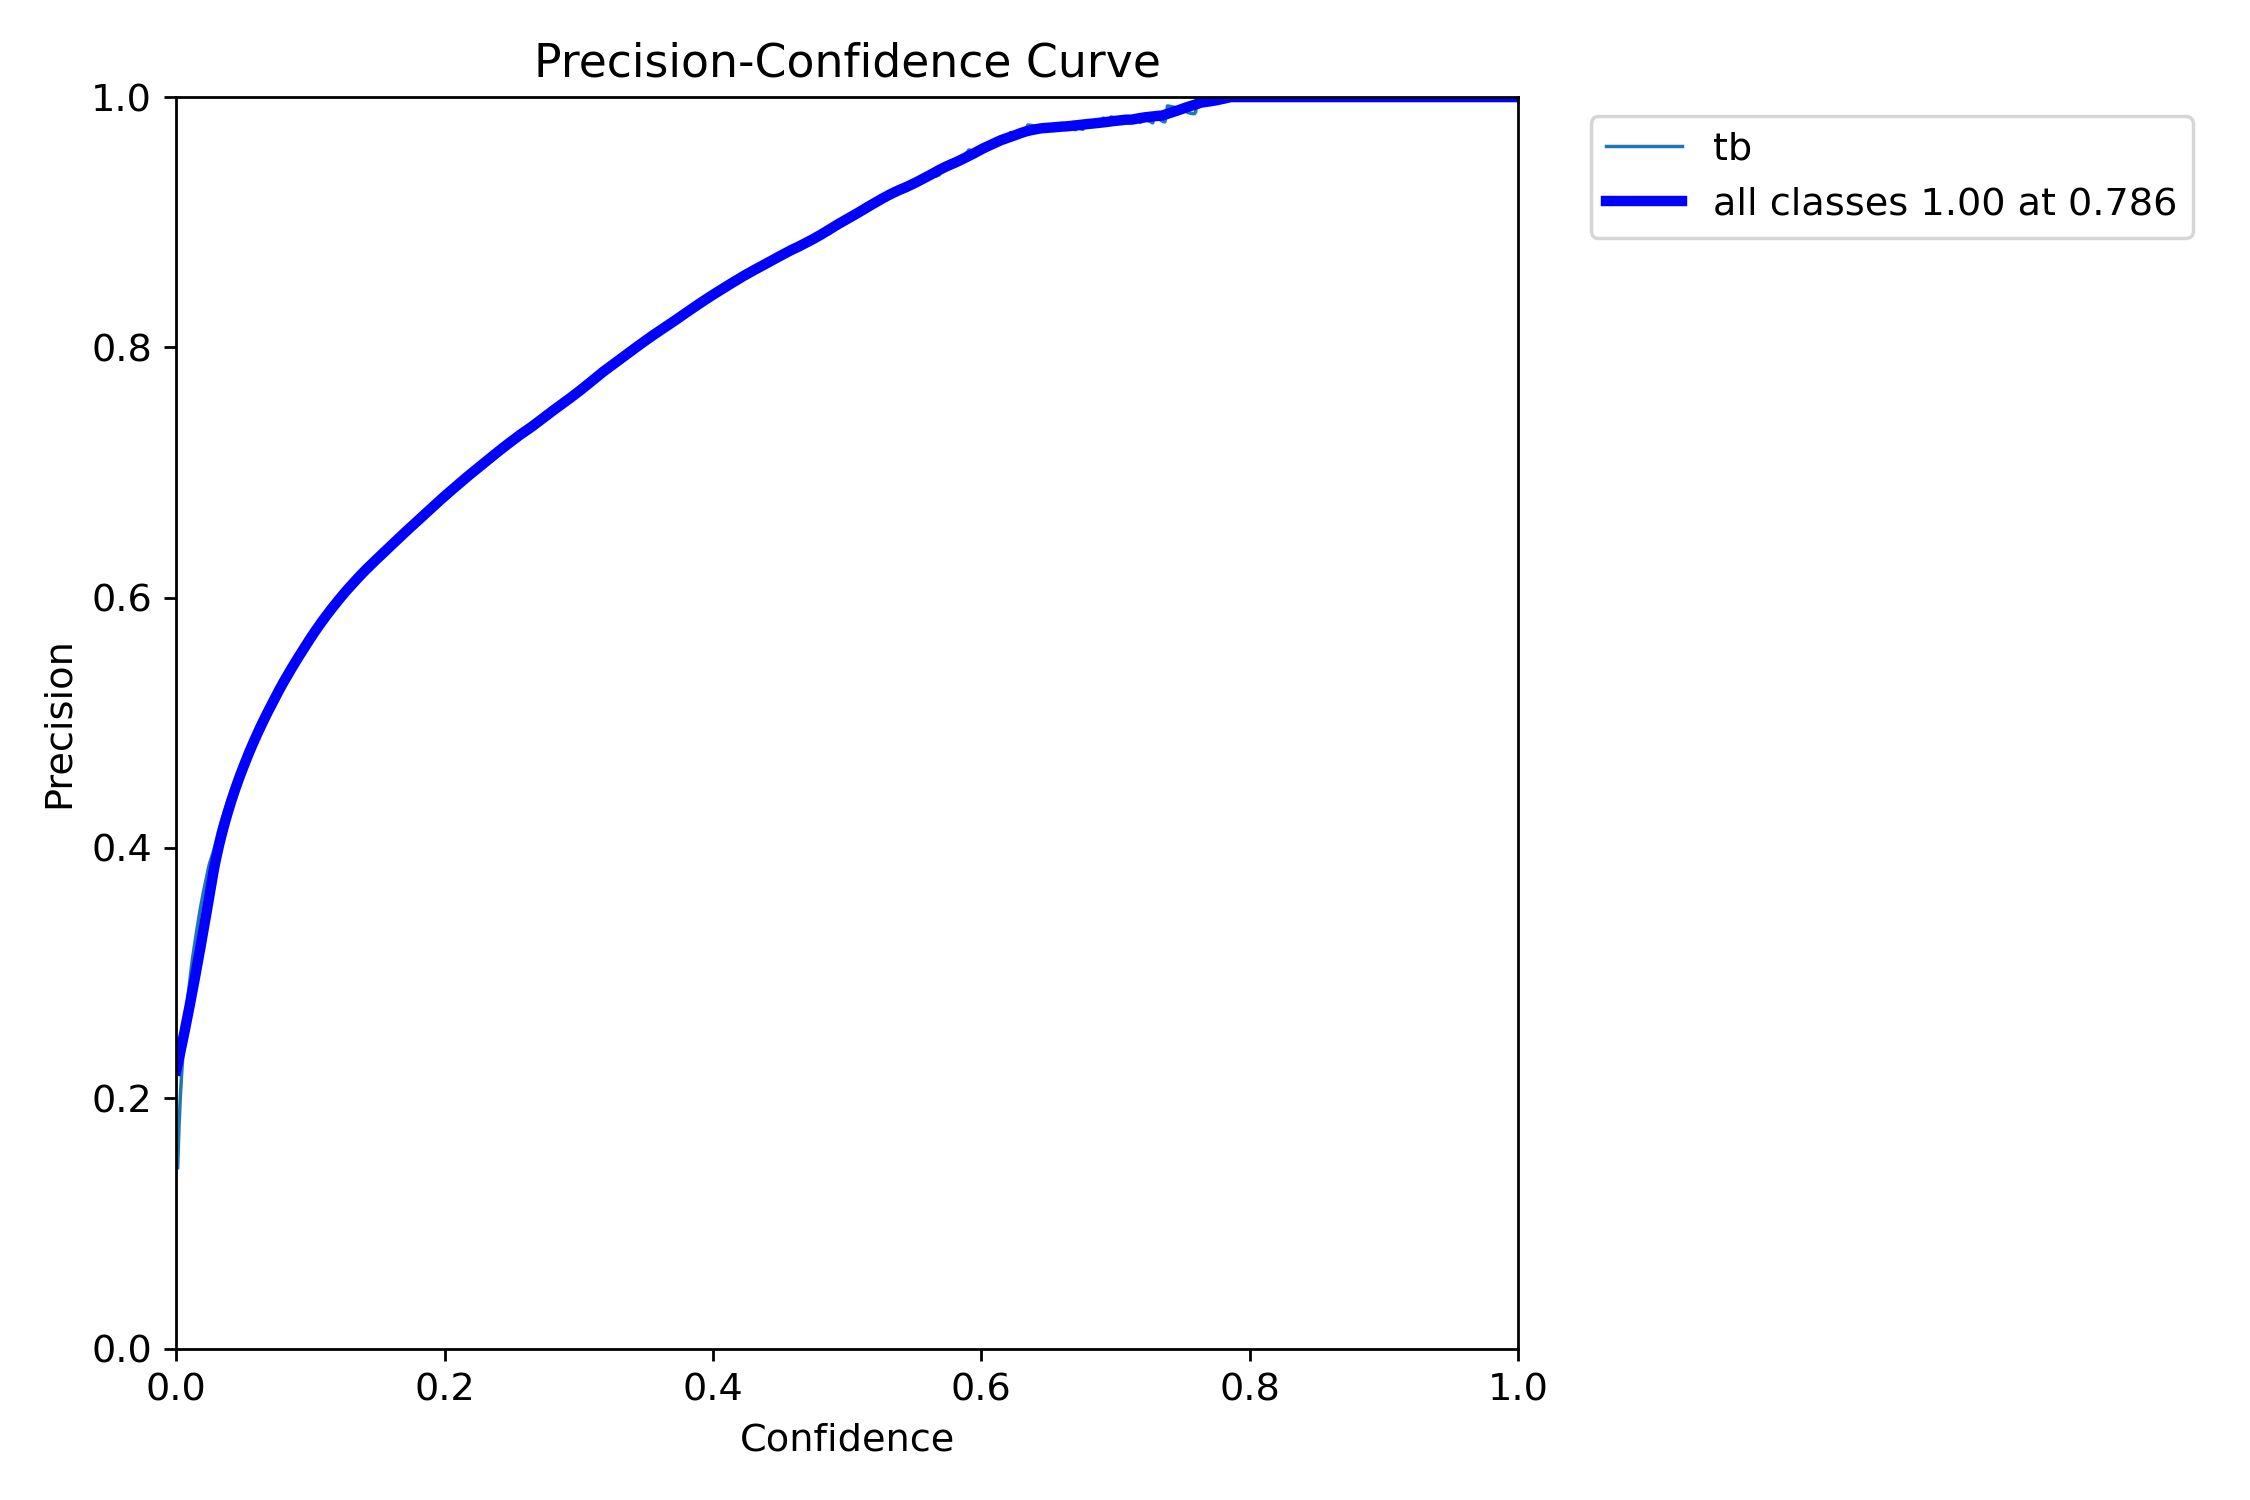 Precision-Confidence Curve
1.0
0.8
0.6
0.4
0.2
0.0
Precision
0.0 0.2 0.4 0.6 0.8 1.0
Confidence
tb
all classes 1.00 at 0.786